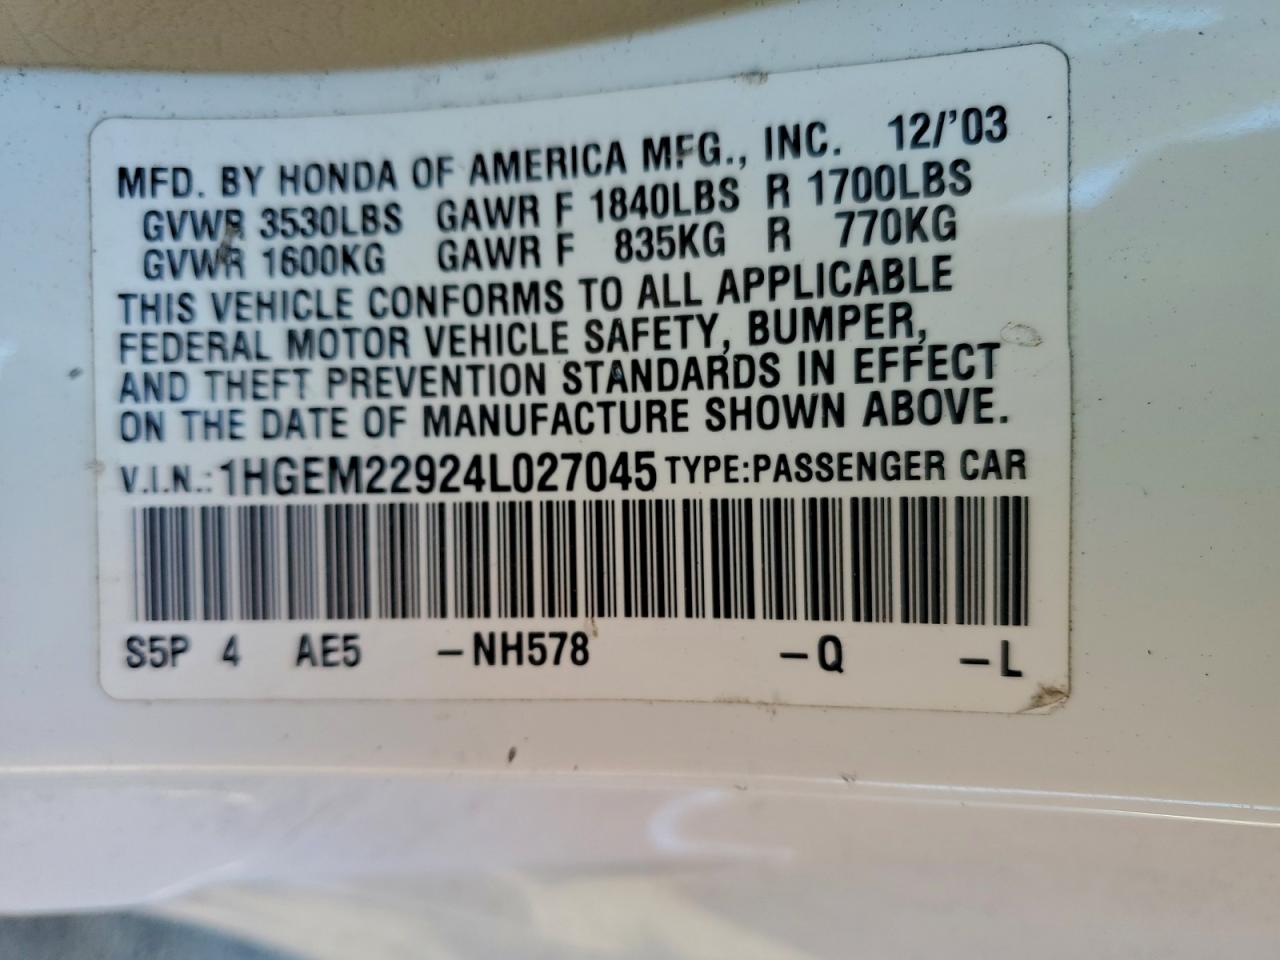 MFD. BY HONDA OF AMERICA MFG., INC. 12/'03
GVWR 3530LBS GAWR F 1840LBS R 1700LBS
GVWR 1600KG GAWR F 835KG R 770KG
THIS VEHICLE CONFORMS TO ALL APPLICABLE
FEDERAL MOTOR VEHICLE SAFETY, BUMPER,
AND THEFT PREVENTION STANDARDS IN EFFECT
ON THE DATE OF MANUFACTURE SHOWN ABOVE.
V.I.N.: 1HGEM22924L027045 TYPE:PASSENGER CAR
S5P 4 AE5 -NH578 -Q -L